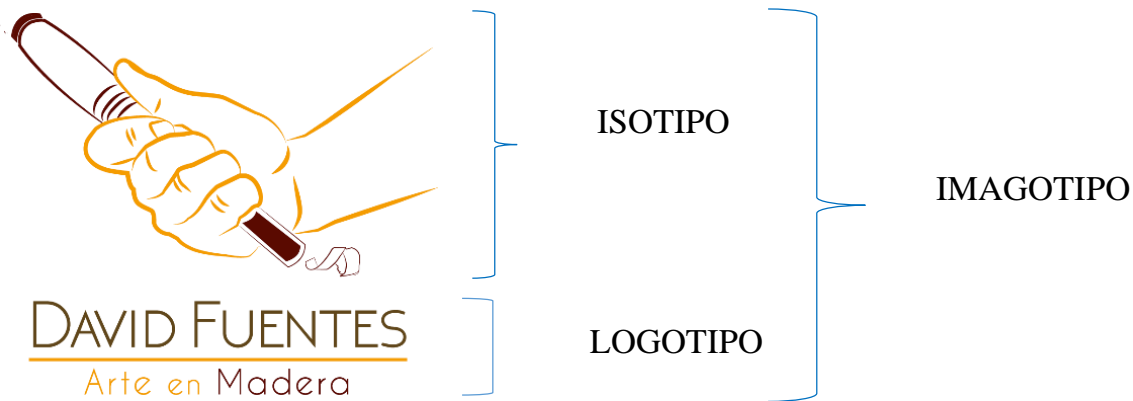 ISOTIPO
IMAGOTIPO
DAVID FUENTES
LOGOTIPO
Arte en Madera